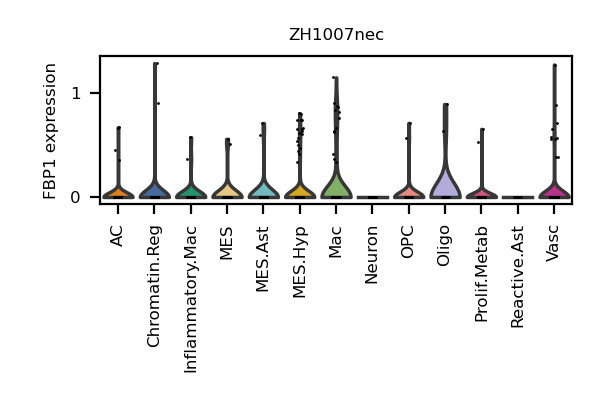 ZH1007nec
FBP1 expression
1
0
AC
Chromatin.Reg
Inflammatory.Mac
MES
MES.Ast
MES.Hyp
Mac
Neuron
OPC
Oligo
Prolif.Metab
Reactive.Ast
Vasc